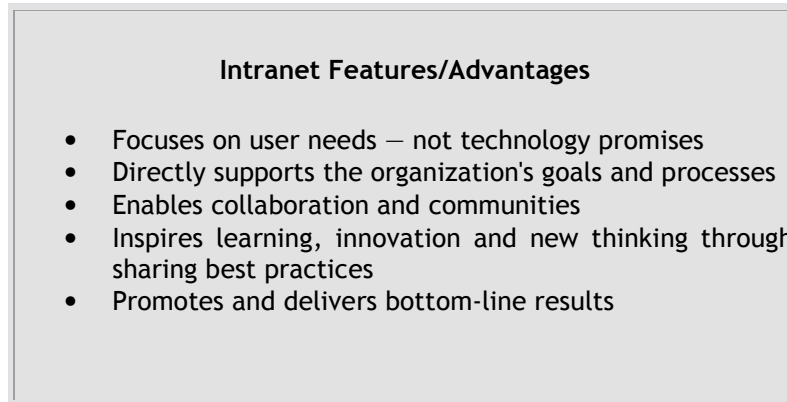 Intranet Features/Advantages
• Focuses on user needs — not technology promises
• Directly supports the organization's goals and processes
• Enables collaboration and communities
• Inspires learning, innovation and new thinking through
sharing best practices
• Promotes and delivers bottom-line results